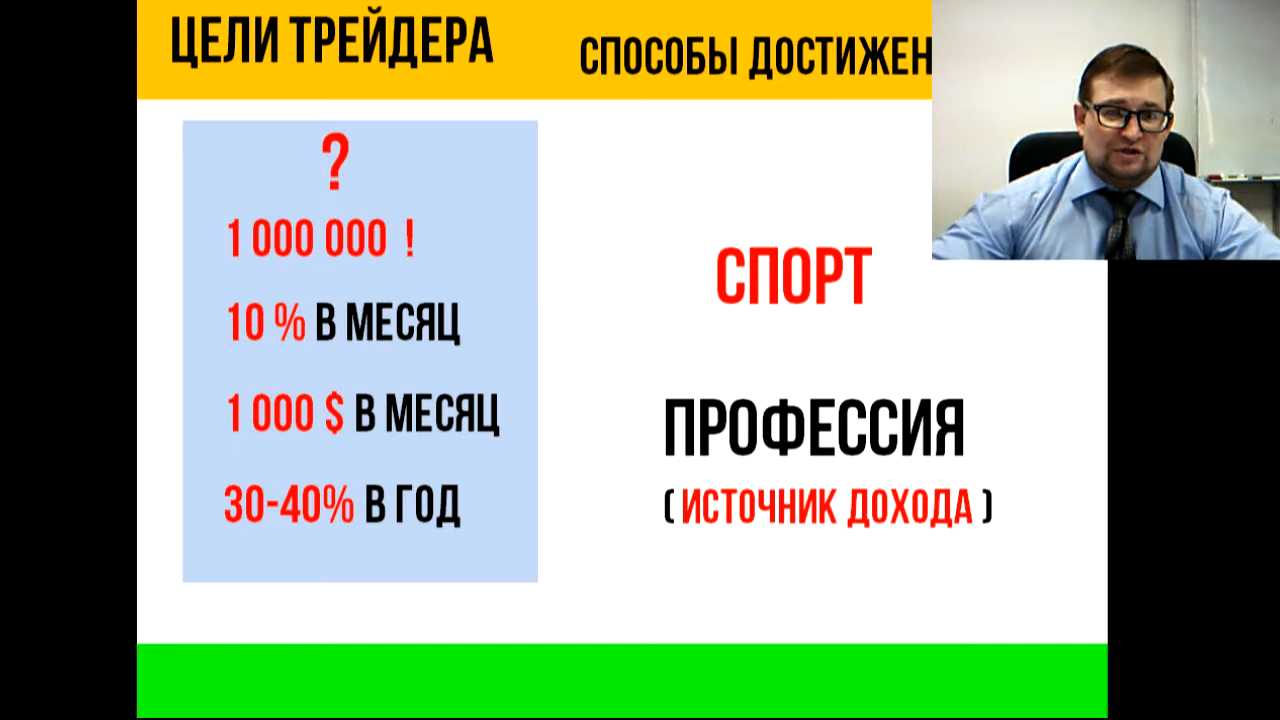 ЦЕЛИ ТРЕЙДЕРА
СПОСОБЫ ДОСТИЖЕН
?
1 000 000 !
10 % В МЕСЯЦ
1 000 $ В МЕСЯЦ
30-40% В ГОД
СПОРТ
ПРОФЕССИЯ
( ИСТОЧНИК ДОХОДА )